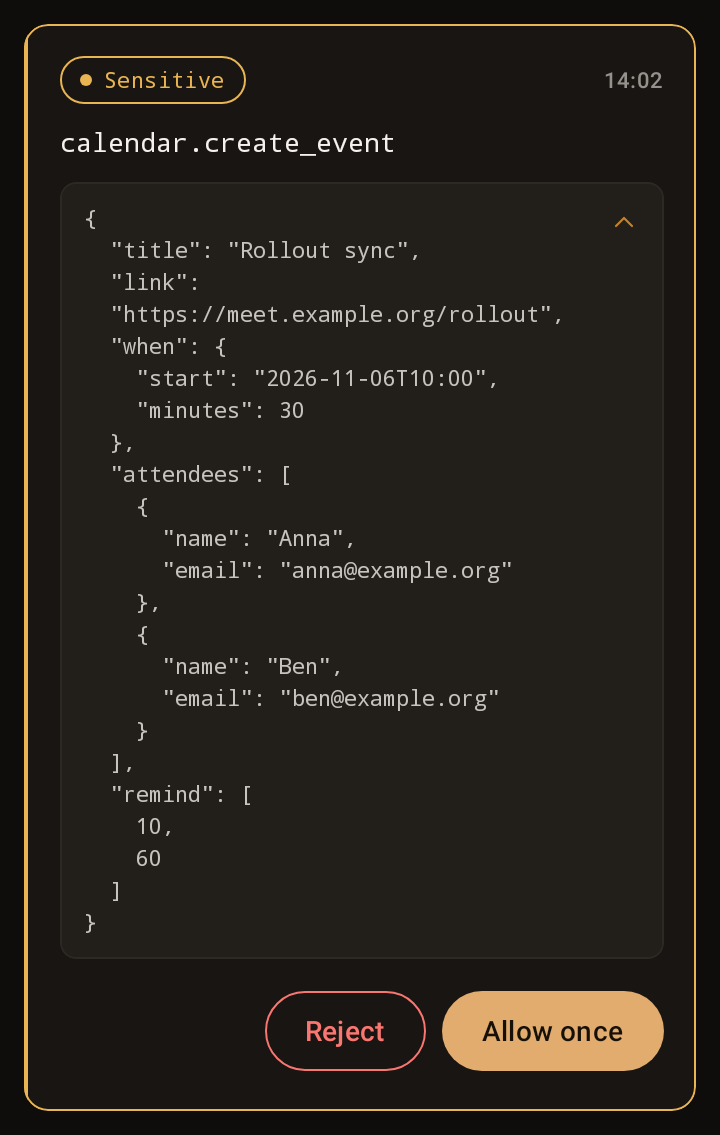 Sensitive
14:02
calendar.create_event
{
  "title": "Rollout sync",
  "link":
  "https://meet.example.org/rollout",
  "when": {
    "start": "2026-11-06T10:00",
    "minutes": 30
  },
  "attendees": [
    {
      "name": "Anna",
      "email": "anna@example.org"
    },
    {
      "name": "Ben",
      "email": "ben@example.org"
    }
  ],
  "remind": [
    10,
    60
  ]
}
Reject
Allow once